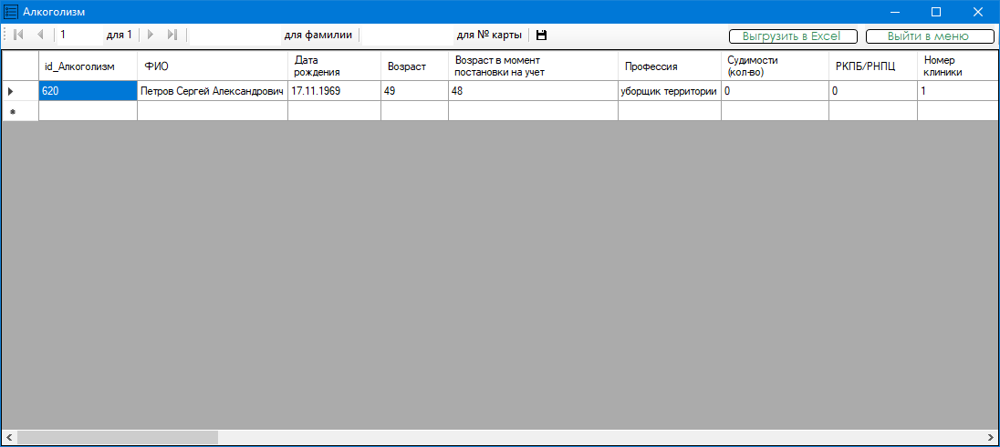 Алкоголизм
1 для 1 для фамилии для № карты Выгрузить в Excel Выйти в меню
id_Алкоголизм ФИО Дата рождения Возраст Возраст в момент постановки на учет Профессия Судимости (кол-во) РКПБ/РНПЦ Номер клиники
620 Петров Сергей Александрович 17.11.1969 49 48 уборщик территории 0 0 1